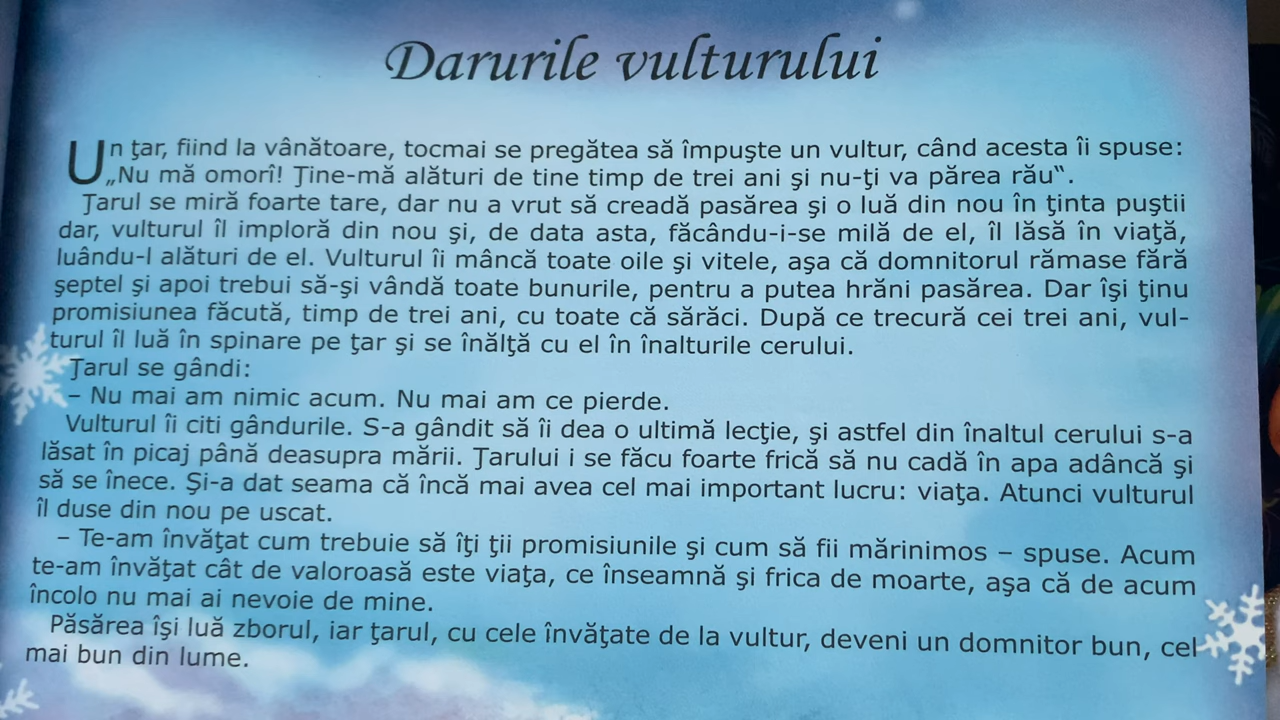 Darurile vulturului
Un ţar, fiind la vânătoare, tocmai se pregătea să împuşte un vultur, când acesta îi spuse:
„Nu mă omorî! Ţine-mă alături de tine timp de trei ani şi nu-ţi va părea rău“.
Ţarul se miră foarte tare, dar nu a vrut să creadă pasărea şi o luă din nou în ţinta puştii
dar, vulturul îl imploră din nou şi, de data asta, făcându-i-se milă de el, îl lăsă în viaţă,
luându-l alături de el. Vulturul îi mâncă toate oile şi vitele, aşa că domnitorul rămase fără
şeptel şi apoi trebui să-şi vândă toate bunurile, pentru a putea hrăni pasărea. Dar îşi ţinu
promisiunea făcută, timp de trei ani, cu toate că sărăci. După ce trecură cei trei ani, vul-
turul îl luă în spinare pe ţar şi se înălţă cu el în înalturile cerului.
Ţarul se gândi:
– Nu mai am nimic acum. Nu mai am ce pierde.
Vulturul îi citi gândurile. S-a gândit să îi dea o ultimă lecţie, şi astfel din înaltul cerului s-a
lăsat în picaj până deasupra mării. Ţarului i se făcu foarte frică să nu cadă în apa adâncă şi
să se înece. Şi-a dat seama că încă mai avea cel mai important lucru: viaţa. Atunci vulturul
îl duse din nou pe uscat.
– Te-am învăţat cum trebuie să îţi ţii promisiunile şi cum să fii mărinimos – spuse. Acum
te-am învăţat cât de valoroasă este viaţa, ce înseamnă şi frica de moarte, aşa că de acum
încolo nu mai ai nevoie de mine.
Păsărea îşi luă zborul, iar ţarul, cu cele învăţate de la vultur, deveni un domnitor bun, cel
mai bun din lume.